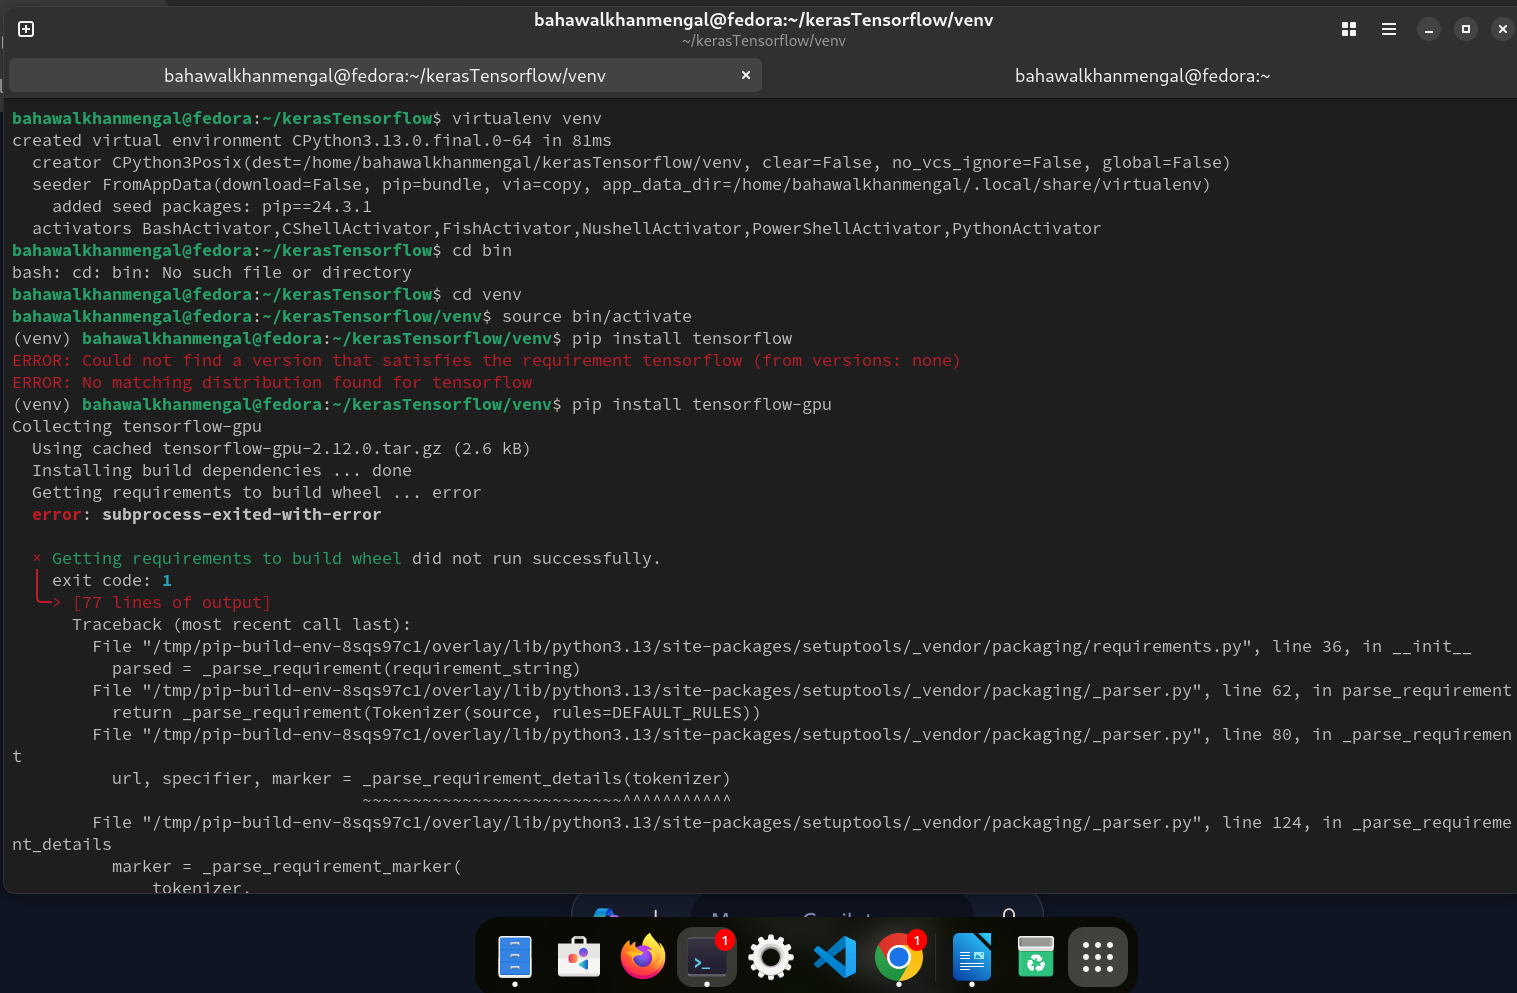 bahawalkhanmengal@fedora:~/kerasTensorflow/venv
~/kerasTensorflow/venv
bahawalkhanmengal@fedora:~/kerasTensorflow/venv
bahawalkhanmengal@fedora:~
bahawalkhanmengal@fedora:~/kerasTensorflow$ virtualenv venv
created virtual environment CPython3.13.0.final.0-64 in 81ms
  creator CPython3Posix(dest=/home/bahawalkhanmengal/kerasTensorflow/venv, clear=False, no_vcs_ignore=False, global=False)
  seeder FromAppData(download=False, pip=bundle, via=copy, app_data_dir=/home/bahawalkhanmengal/.local/share/virtualenv)
    added seed packages: pip==24.3.1
  activators BashActivator,CShellActivator,FishActivator,NushellActivator,PowerShellActivator,PythonActivator
bahawalkhanmengal@fedora:~/kerasTensorflow$ cd bin
bash: cd: bin: No such file or directory
bahawalkhanmengal@fedora:~/kerasTensorflow$ cd venv
bahawalkhanmengal@fedora:~/kerasTensorflow/venv$ source bin/activate
(venv) bahawalkhanmengal@fedora:~/kerasTensorflow/venv$ pip install tensorflow
ERROR: Could not find a version that satisfies the requirement tensorflow (from versions: none)
ERROR: No matching distribution found for tensorflow
(venv) bahawalkhanmengal@fedora:~/kerasTensorflow/venv$ pip install tensorflow-gpu
Collecting tensorflow-gpu
  Using cached tensorflow-gpu-2.12.0.tar.gz (2.6 kB)
  Installing build dependencies ... done
  Getting requirements to build wheel ... error
  error: subprocess-exited-with-error
  × Getting requirements to build wheel did not run successfully.
  │ exit code: 1
  ╰─> [77 lines of output]
      Traceback (most recent call last):
        File "/tmp/pip-build-env-8sqs97c1/overlay/lib/python3.13/site-packages/setuptools/_vendor/packaging/requirements.py", line 36, in __init__
          parsed = _parse_requirement(requirement_string)
        File "/tmp/pip-build-env-8sqs97c1/overlay/lib/python3.13/site-packages/setuptools/_vendor/packaging/_parser.py", line 62, in parse_requirement
          return _parse_requirement(Tokenizer(source, rules=DEFAULT_RULES))
        File "/tmp/pip-build-env-8sqs97c1/overlay/lib/python3.13/site-packages/setuptools/_vendor/packaging/_parser.py", line 80, in _parse_requiremen
t
          url, specifier, marker = _parse_requirement_details(tokenizer)
                                   ~~~~~~~~~~~~~~~~~~~~~~~~~~^^^^^^^^^^^
        File "/tmp/pip-build-env-8sqs97c1/overlay/lib/python3.13/site-packages/setuptools/_vendor/packaging/_parser.py", line 124, in _parse_requireme
nt_details
          marker = _parse_requirement_marker(
              tokenizer,
1
1